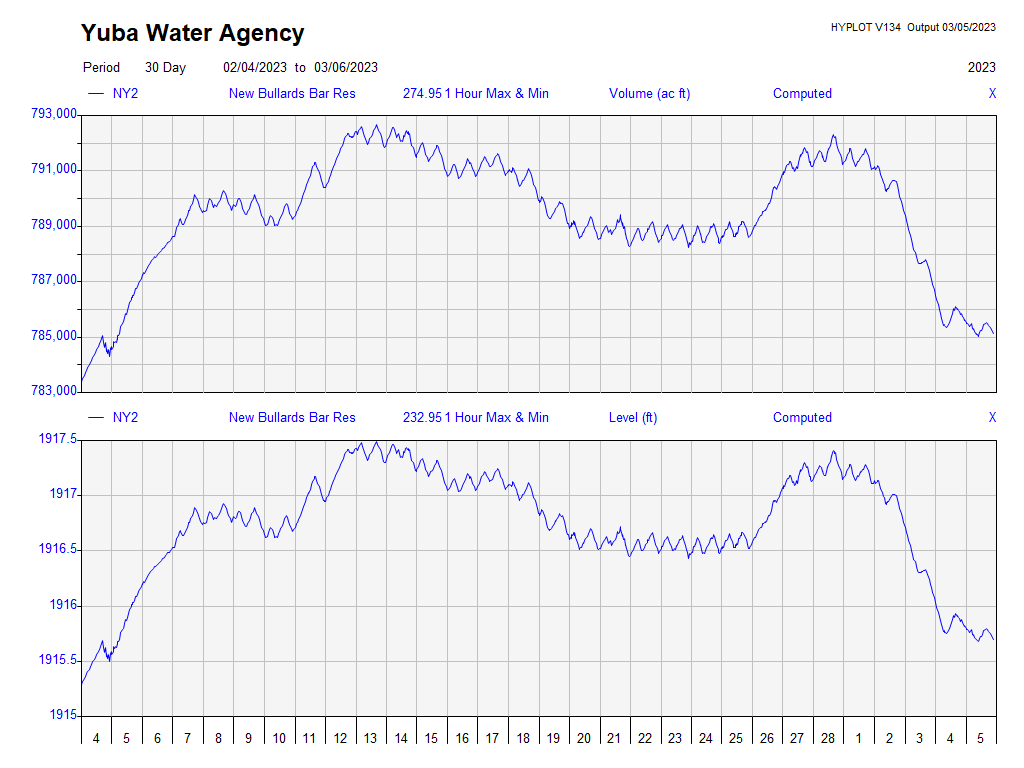 Yuba Water Agency
HYPLOT V134 Output 03/05/2023
Period 30 Day 02/04/2023 to 03/06/2023 2023
NY2 New Bullards Bar Res 274.95 1 Hour Max & Min Volume (ac ft) Computed X
793,000
791,000
789,000
787,000
785,000
783,000
NY2 New Bullards Bar Res 232.95 1 Hour Max & Min Level (ft) Computed X
1917.5
1917
1916.5
1916
1915.5
1915
4 5 6 7 8 9 10 11 12 13 14 15 16 17 18 19 20 21 22 23 24 25 26 27 28 1 2 3 4 5